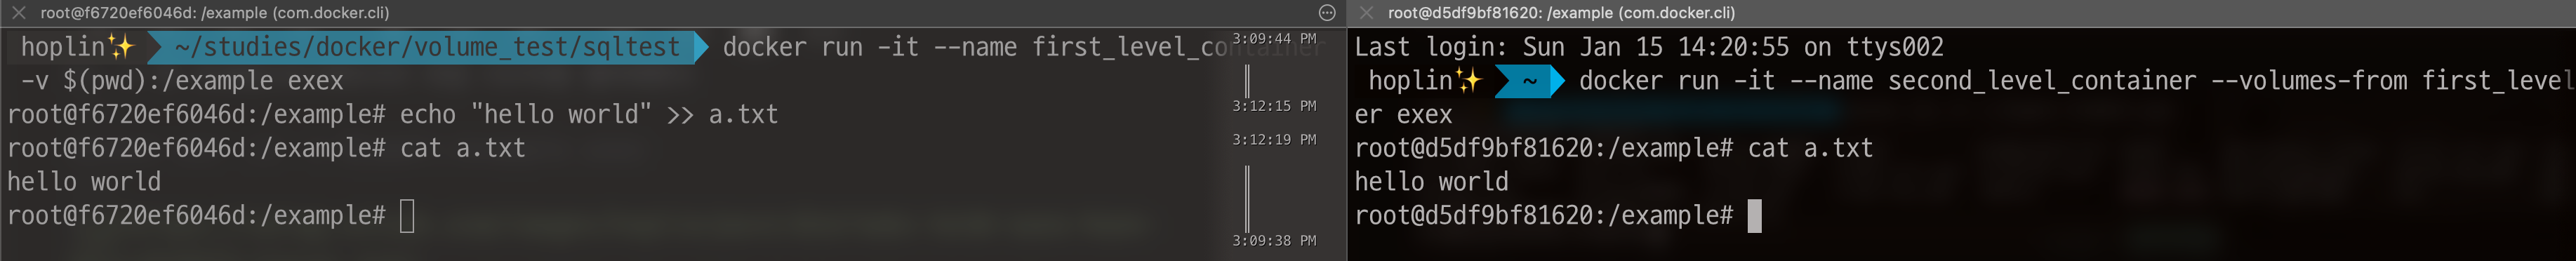 root@f6720ef6046d: /example (com.docker.cli)
hoplin✨ ~/studies/docker/volume_test/sqltest docker run -it --name first_level_container
-v $(pwd):/example exex
root@f6720ef6046d:/example# echo "hello world" >> a.txt
root@f6720ef6046d:/example# cat a.txt
hello world
root@f6720ef6046d:/example#
3:09:44 PM
3:12:15 PM
3:12:19 PM
3:09:38 PM
root@d5df9bf81620: /example (com.docker.cli)
Last login: Sun Jan 15 14:20:55 on ttys002
hoplin✨ ~ docker run -it --name second_level_container --volumes-from first_level
er exex
root@d5df9bf81620:/example# cat a.txt
hello world
root@d5df9bf81620:/example#